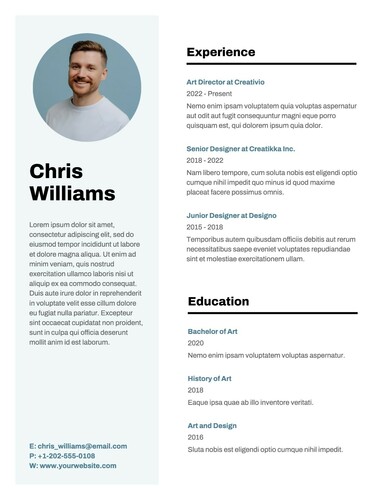 Chris
Williams
Lorem ipsum dolor sit amet,
consectetur adipiscing elit, sed do
eiusmod tempor incididunt ut labore
et dolore magna aliqua. Ut enim ad
minim veniam, quis nostrud
exercitation ullamco laboris nisi ut
aliquip ex ea commodo consequat.
Duis aute irure dolor in reprehenderit
in voluptate velit esse cillum dolore
eu fugiat nulla pariatur. Excepteur
sint occaecat cupidatat non proident,
sunt in culpa qui officia deserunt
mollit anim id est laborum.
E: chris_williams@email.com
P: +1-202-555-0108
W: www.yourwebsite.com
Experience
Art Director at Creativio
2022 - Present
Nemo enim ipsam voluptatem quia voluptas aspernatur
aut odit aut fugit consequuntur magni eque porro
quisquam est, qui dolorem ipsum quia dolor.
Senior Designer at Creatikka Inc.
2018 - 2022
Nam libero tempore, cum soluta nobis est eligendi optio
cumque nihil impedit quo minus id quod maxime
placeat facere possimus omnis.
Junior Designer at Designo
2015 - 2018
Temporibus autem quibusdam officiis debitis aut rerum
necessitatibus saepe eveniet voluptates repudiandae
sint et molestiae exercitationem ullam.
Education
Bachelor of Art
2020
Nemo enim ipsam voluptatem voluptas aspernatur.
History of Art
2018
Eaque ipsa quae ab illo inventore veritati.
Art and Design
2016
Sluta nobis est eligendi optio cumque nihil impedit.